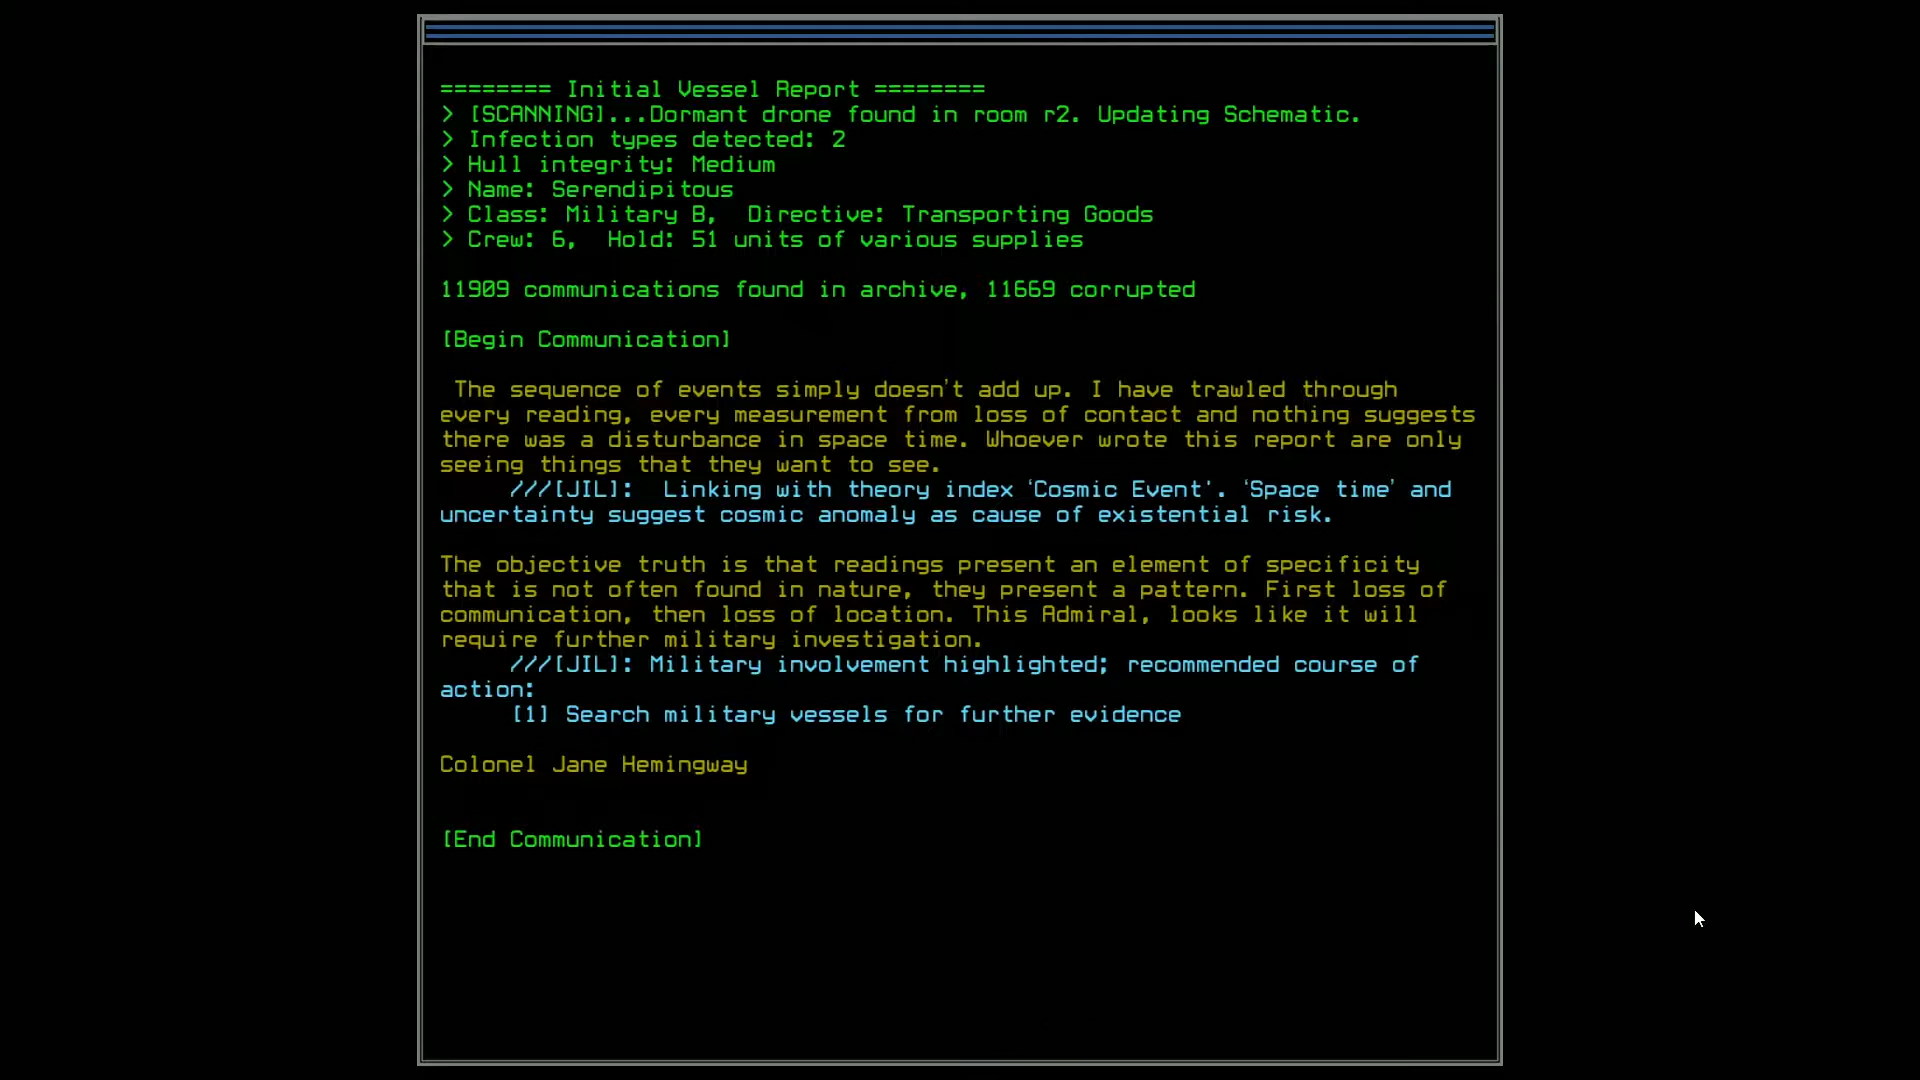 ======== Initial Vessel Report ========
> [SCANNING]...Dormant drone found in room r2. Updating Schematic.
> Infection types detected: 2
> Hull integrity: Medium
> Name: Serendipitous
> Class: Military B,  Directive: Transporting Goods
> Crew: 6,  Hold: 51 units of various supplies
11909 communications found in archive, 11669 corrupted
[Begin Communication]
The sequence of events simply doesn't add up. I have trawled through
every reading, every measurement from loss of contact and nothing suggests
there was a disturbance in space time. Whoever wrote this report are only
seeing things that they want to see.
///[JIL]:  Linking with theory index 'Cosmic Event'. 'Space time' and
uncertainty suggest cosmic anomaly as cause of existential risk.
The objective truth is that readings present an element of specificity
that is not often found in nature, they present a pattern. First loss of
communication, then loss of location. This Admiral, looks like it will
require further military investigation.
///[JIL]: Military involvement highlighted; recommended course of
action:
[1] Search military vessels for further evidence
Colonel Jane Hemingway
[End Communication]